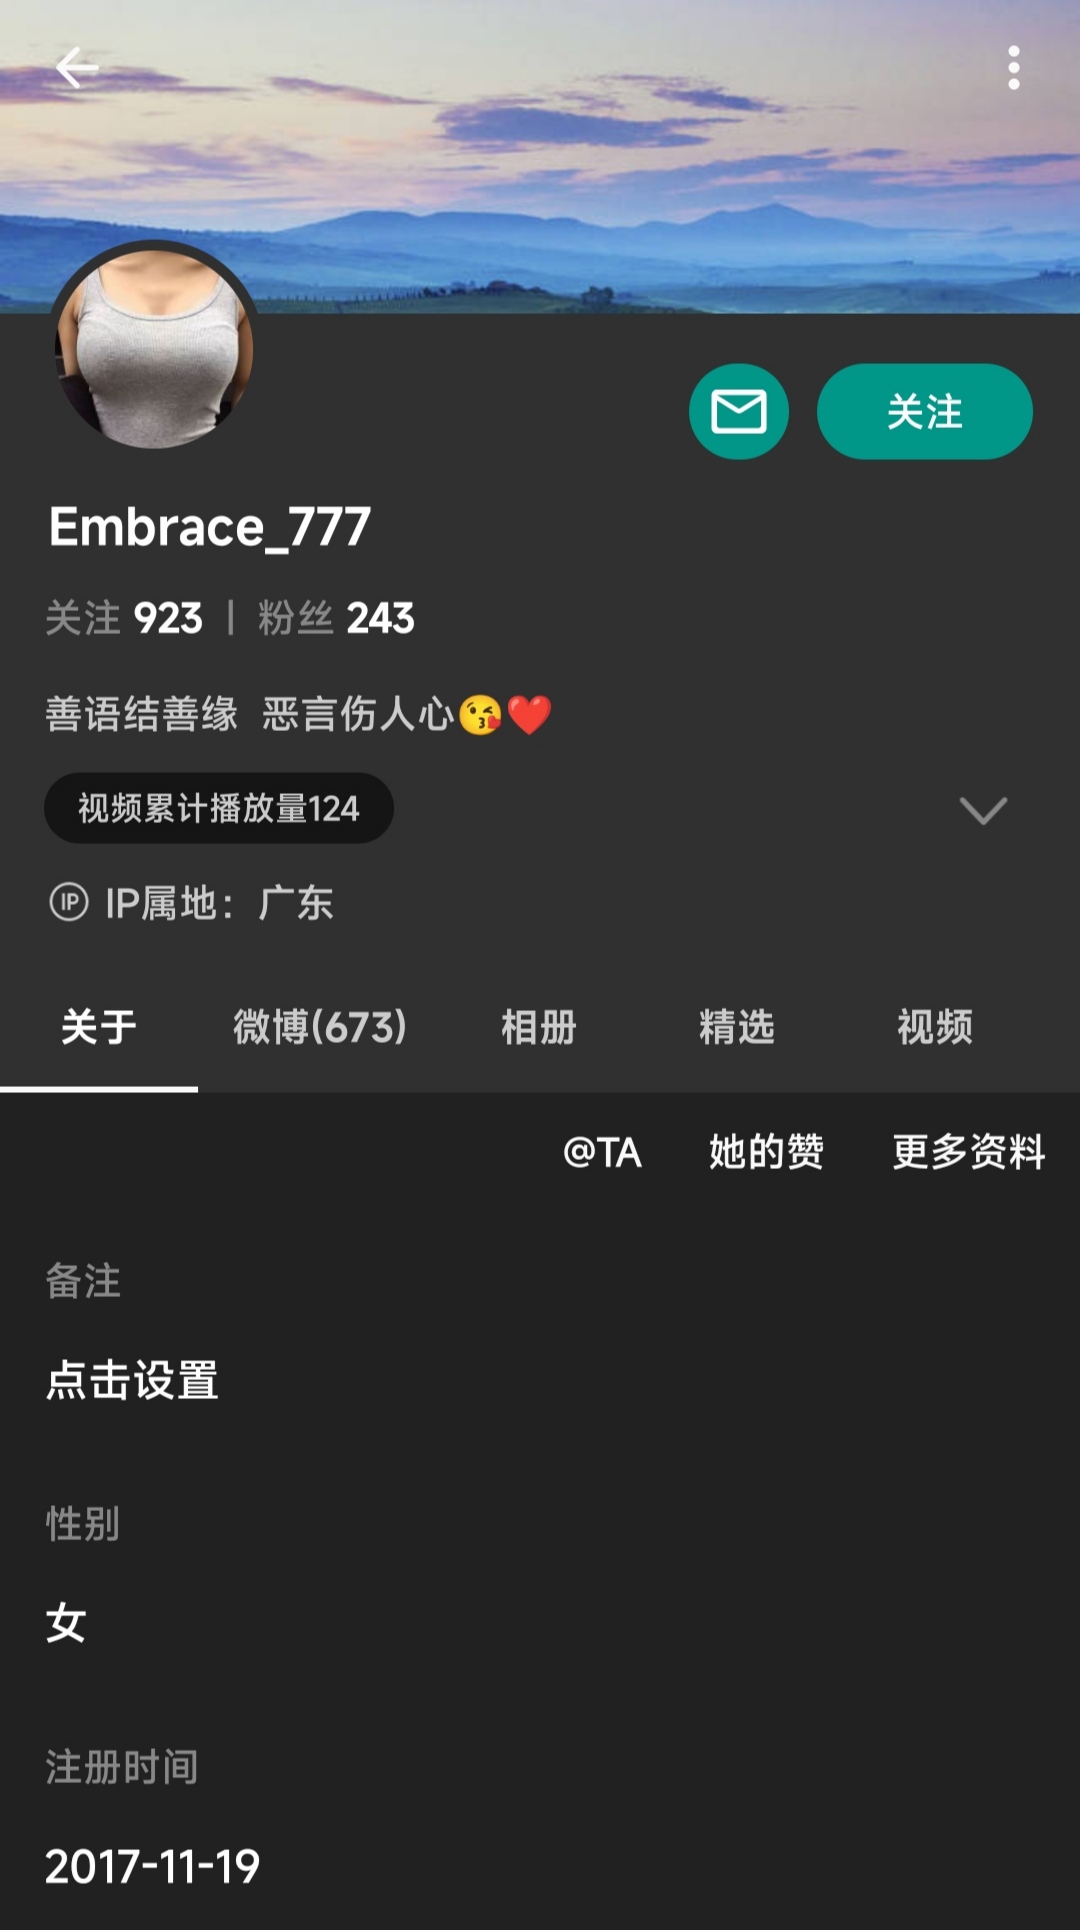 关注
Embrace_777
关注 923 | 粉丝 243
善语结善缘 恶言伤人心😘❤️
视频累计播放量124
IP IP属地：广东
关于 微博(673) 相册 精选 视频
@TA 她的赞 更多资料
备注
点击设置
性别
女
注册时间
2017-11-19